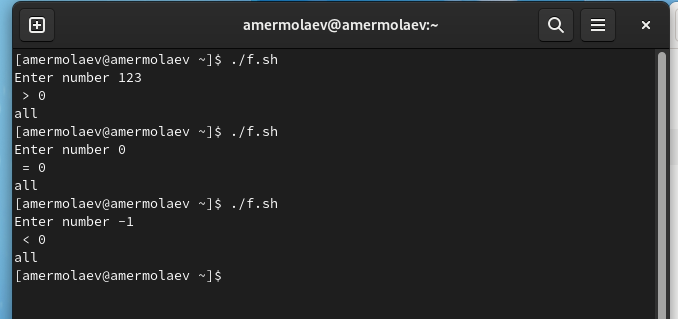 amermolaev@amermolaev:~
[amermolaev@amermolaev ~]$ ./f.sh
Enter number 123
 > 0
all
[amermolaev@amermolaev ~]$ ./f.sh
Enter number 0
 = 0
all
[amermolaev@amermolaev ~]$ ./f.sh
Enter number -1
 < 0
all
[amermolaev@amermolaev ~]$